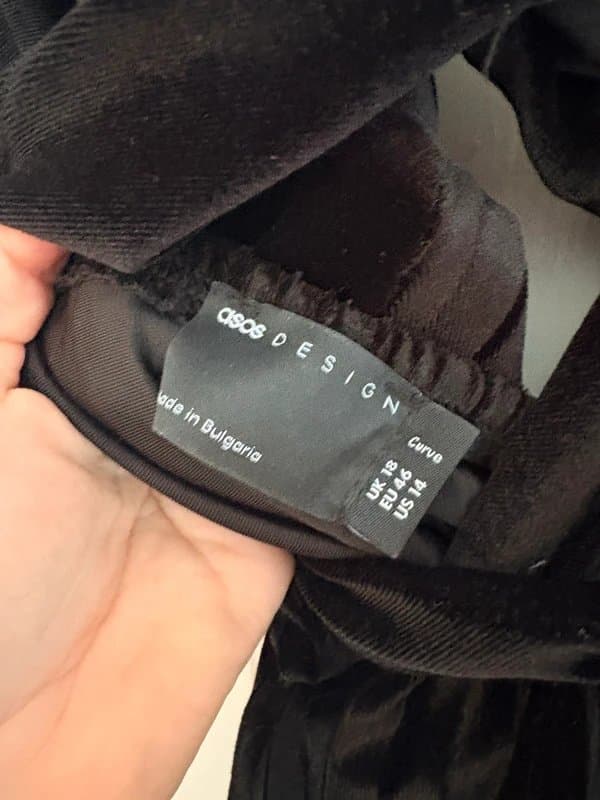 asos DESIGN
ade in Bulgaria
Curve
UK 18
EU 46
US 14